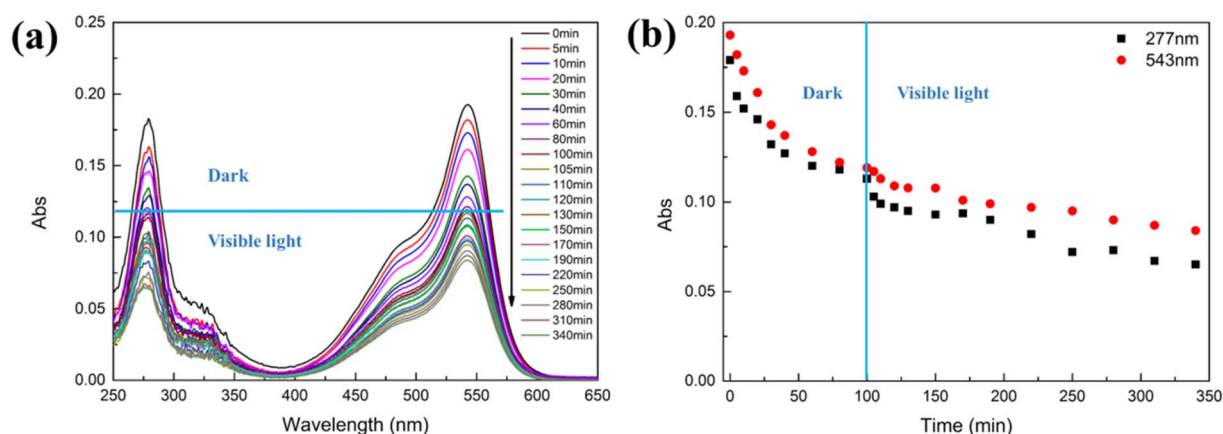 (a)
Abs
0.25
0.20
0.15
0.10
0.05
0.00
250 300 350 400 450 500 550 600 650
Wavelength (nm)
Dark
Visible light
0min
5min
10min
20min
30min
40min
60min
80min
100min
105min
110min
120min
130min
150min
170min
190min
220min
250min
280min
310min
340min
(b)
Abs
0.20
0.15
0.10
0.05
0.00
0 50 100 150 200 250 300 350
Time (min)
Dark Visible light
277nm
543nm